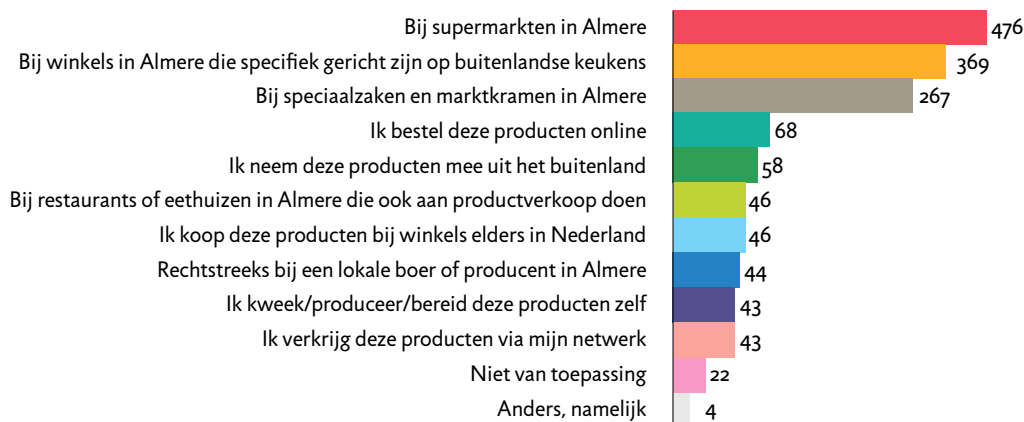 Bij supermarkten in Almere 476
Bij winkels in Almere die specifiek gericht zijn op buitenlandse keukens 369
Bij speciaalzaken en marktkramen in Almere 267
Ik bestel deze producten online 68
Ik neem deze producten mee uit het buitenland 58
Bij restaurants of eethuizen in Almere die ook aan productverkoop doen 46
Ik koop deze producten bij winkels elders in Nederland 46
Rechtstreeks bij een lokale boer of producent in Almere 44
Ik kweek/produceer/bereid deze producten zelf 43
Ik verkrijg deze producten via mijn netwerk 43
Niet van toepassing 22
Anders, namelijk 4